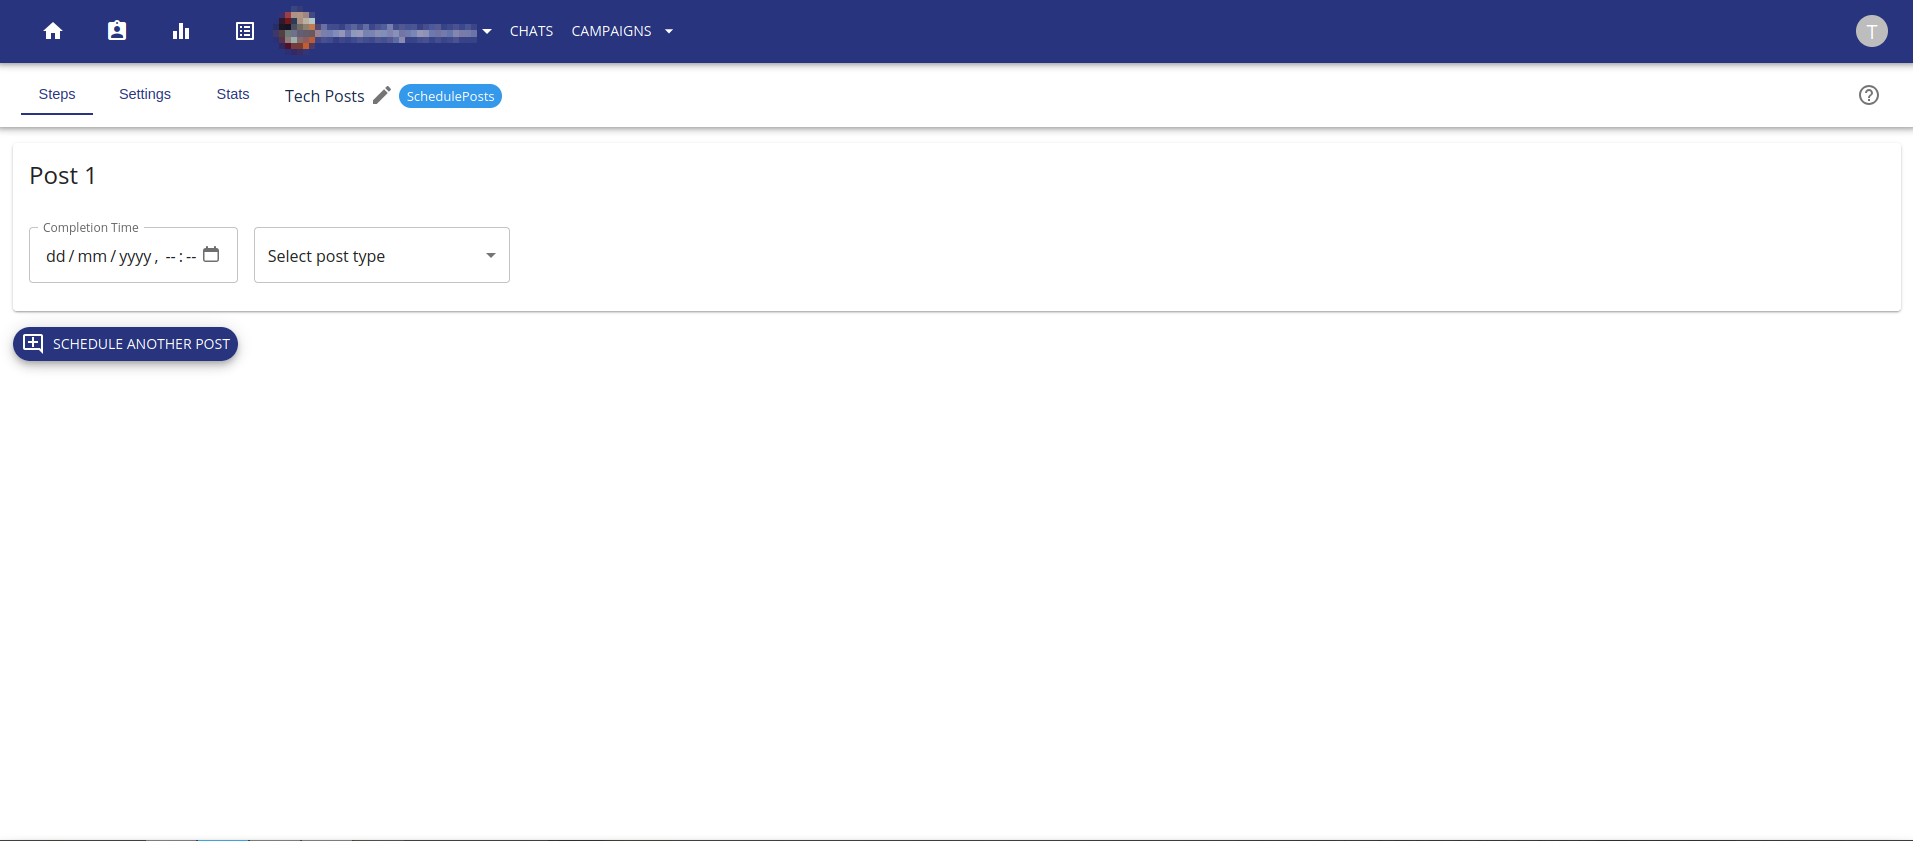 CHATS CAMPAIGNS T
Steps Settings Stats Tech Posts SchedulePosts
Post 1
Completion Time
dd/mm/yyyy, --:-- Select post type
SCHEDULE ANOTHER POST